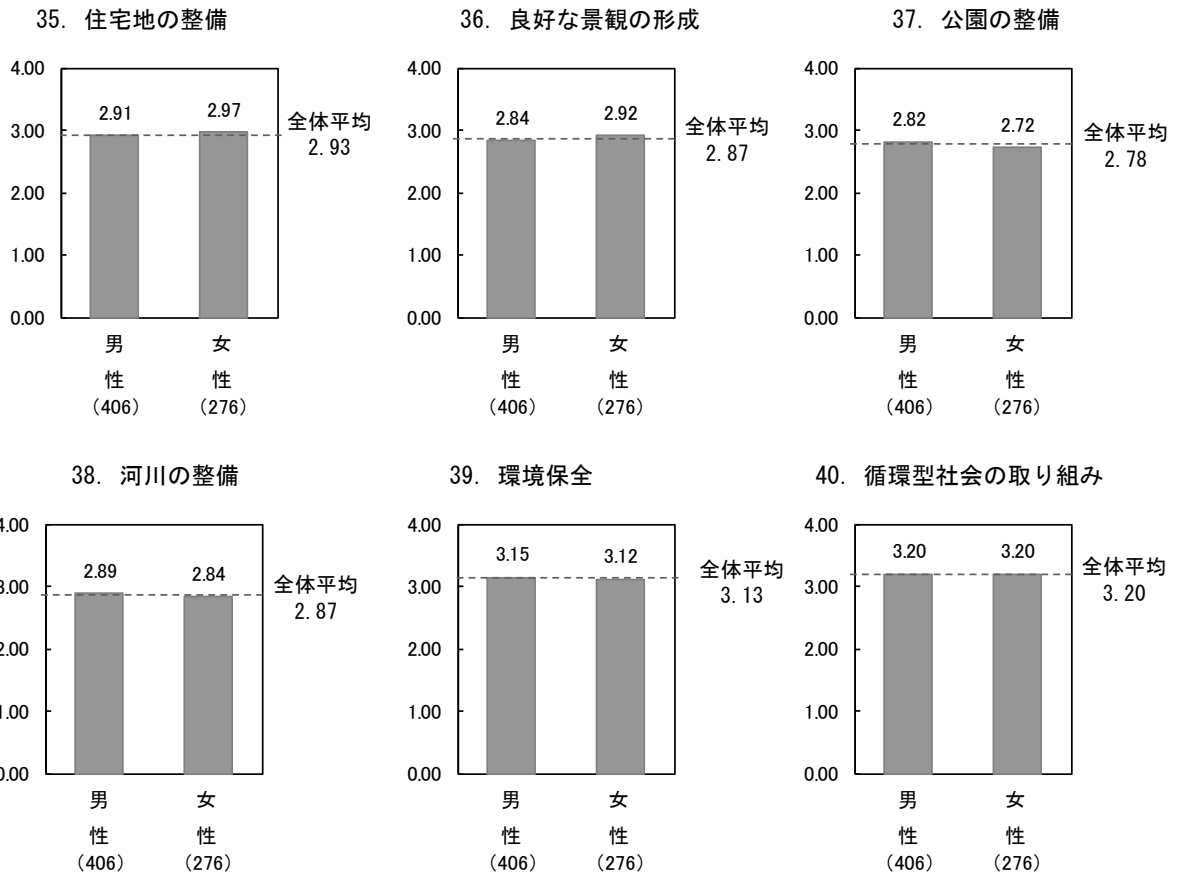 35. 住宅地の整備
4.00
3.00
2.00
1.00
0.00
2.91
2.97
全体平均
2.93
男性
(406)
女性
(276)
36. 良好な景観の形成
4.00
3.00
2.00
1.00
0.00
2.84
2.92
全体平均
2.87
男性
(406)
女性
(276)
37. 公園の整備
4.00
3.00
2.00
1.00
0.00
2.82
2.72
全体平均
2.78
男性
(406)
女性
(276)
38. 河川の整備
4.00
3.00
2.00
1.00
0.00
2.89
2.84
全体平均
2.87
男性
(406)
女性
(276)
39. 環境保全
4.00
3.00
2.00
1.00
0.00
3.15
3.12
全体平均
3.13
男性
(406)
女性
(276)
40. 循環型社会の取り組み
4.00
3.00
2.00
1.00
0.00
3.20
3.20
全体平均
3.20
男性
(406)
女性
(276)